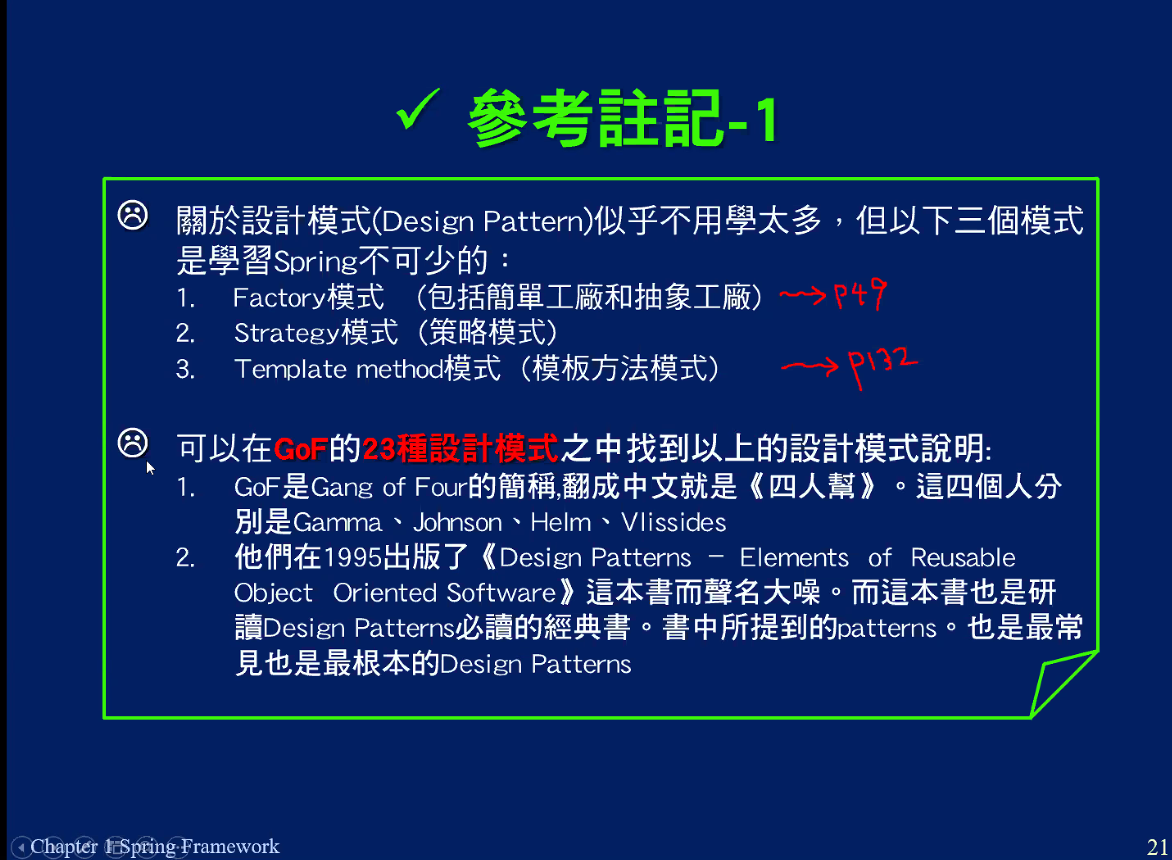 ✓ 參考註記-1
關於設計模式(Design Pattern)似乎不用學太多，但以下三個模式
是學習Spring不可少的：
1. Factory模式 （包括簡單工廠和抽象工廠） → p49
2. Strategy模式（策略模式）
3. Template method模式（模板方法模式） → p132
可以在GoF的23種設計模式之中找到以上的設計模式說明:
1. GoF是Gang of Four的簡稱,翻成中文就是《四人幫》。這四個人分
別是Gamma、Johnson、Helm、Vlissides
2. 他們在1995出版了《Design Patterns － Elements of Reusable
Object Oriented Software》這本書而聲名大噪。而這本書也是研
讀Design Patterns必讀的經典書。書中所提到的patterns。也是最常
見也是最根本的Design Patterns
Chapter 1 Spring Framework
21